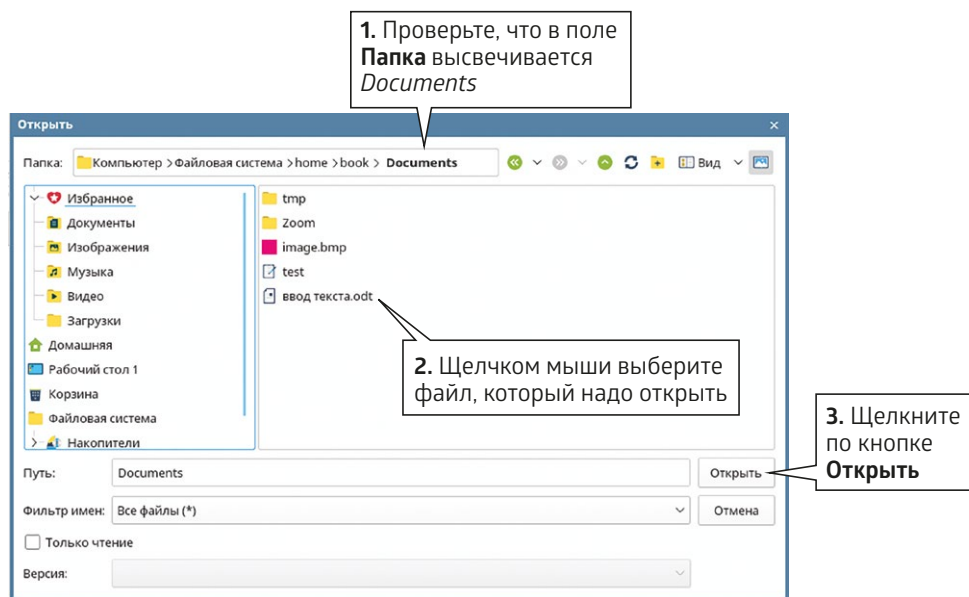 1. Проверьте, что в поле
Папка высвечивается
Documents
Открыть
Папка: Компьютер > Файловая система > home > book > Documents Вид
Избранное
Документы
Изображения
Музыка
Видео
Загрузки
Домашняя
Рабочий стол 1
Корзина
Файловая система
Накопители
tmp
Zoom
image.bmp
test
ввод текста.odt
2. Щелчком мыши выберите
файл, который надо открыть
3. Щелкните
по кнопке
Открыть
Путь: Documents Открыть
Фильтр имен: Все файлы (*) Отмена
Только чтение
Версия: